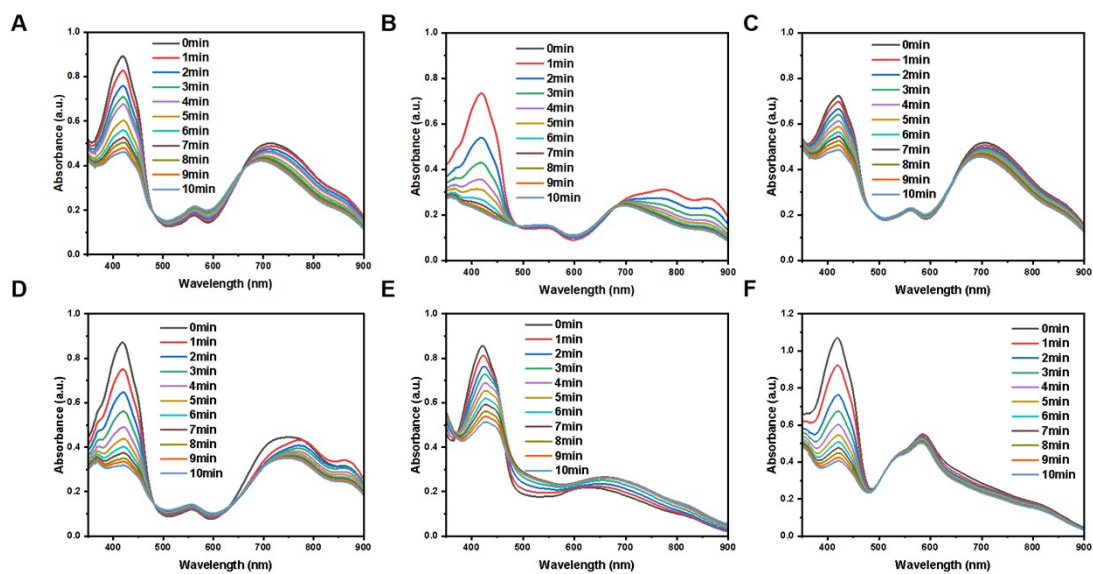 A
Absorbance (a.u.)
1.0
0.8
0.6
0.4
0.2
0.0
0min
1min
2min
3min
4min
5min
6min
7min
8min
9min
10min
400 500 600 700 800 900
Wavelength (nm)
B
Absorbance (a.u.)
1.0
0.8
0.6
0.4
0.2
0.0
0min
1min
2min
3min
4min
5min
6min
7min
8min
9min
10min
400 500 600 700 800 900
Wavelength (nm)
C
Absorbance (a.u.)
1.0
0.8
0.6
0.4
0.2
0.0
0min
1min
2min
3min
4min
5min
6min
7min
8min
9min
10min
400 500 600 700 800 900
Wavelength (nm)
D
Absorbance (a.u.)
1.0
0.8
0.6
0.4
0.2
0.0
0min
1min
2min
3min
4min
5min
6min
7min
8min
9min
10min
400 500 600 700 800 900
Wavelength (nm)
E
Absorbance (a.u.)
1.0
0.8
0.6
0.4
0.2
0.0
0min
1min
2min
3min
4min
5min
6min
7min
8min
9min
10min
400 500 600 700 800 900
Wavelength (nm)
F
Absorbance (a.u.)
1.2
1.0
0.8
0.6
0.4
0.2
0.0
0min
1min
2min
3min
4min
5min
6min
7min
8min
9min
10min
400 500 600 700 800 900
Wavelength (nm)